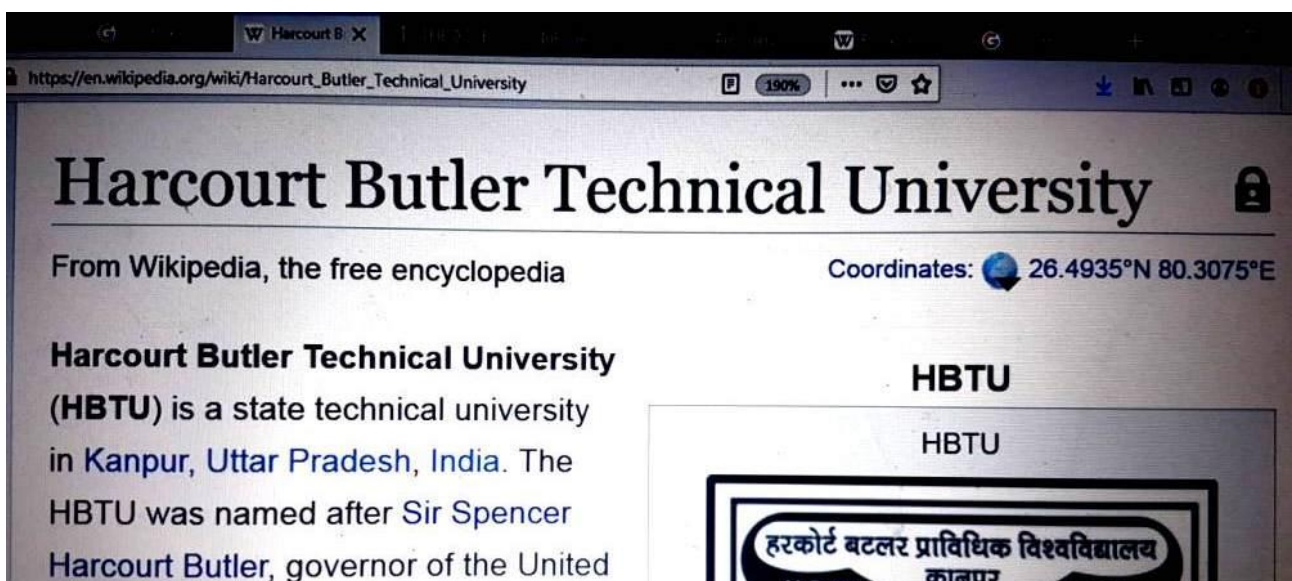 Harcourt B
https://en.wikipedia.org/wiki/Harcourt_Butler_Technical_University
190%
Harcourt Butler Technical University
From Wikipedia, the free encyclopedia
Coordinates: 26.4935°N 80.3075°E
Harcourt Butler Technical University
(HBTU) is a state technical university
in Kanpur, Uttar Pradesh, India. The
HBTU was named after Sir Spencer
Harcourt Butler, governor of the United
HBTU
HBTU
हरकोर्ट बटलर प्राविधिक विश्वविद्यालय
कानपुर